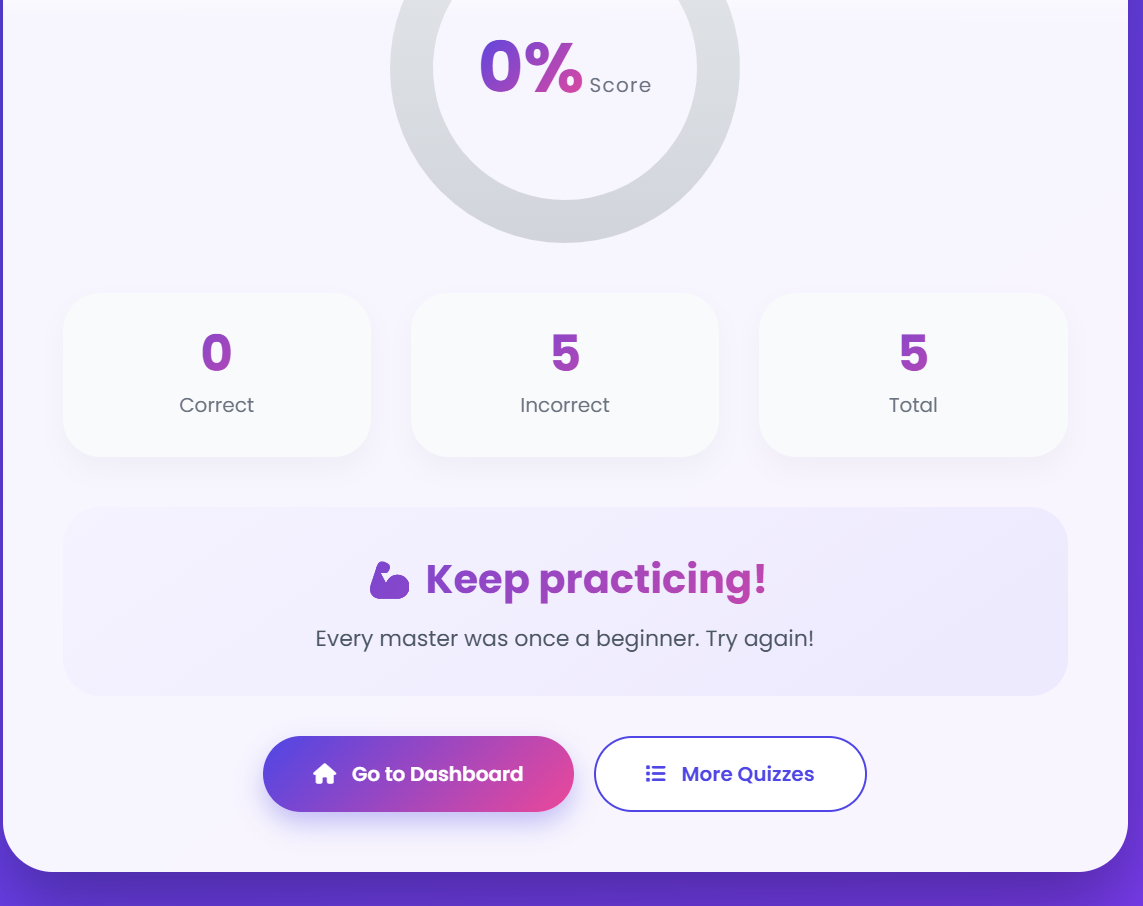 0% Score
0
Correct
5
Incorrect
5
Total
Keep practicing!
Every master was once a beginner. Try again!
Go to Dashboard
More Quizzes